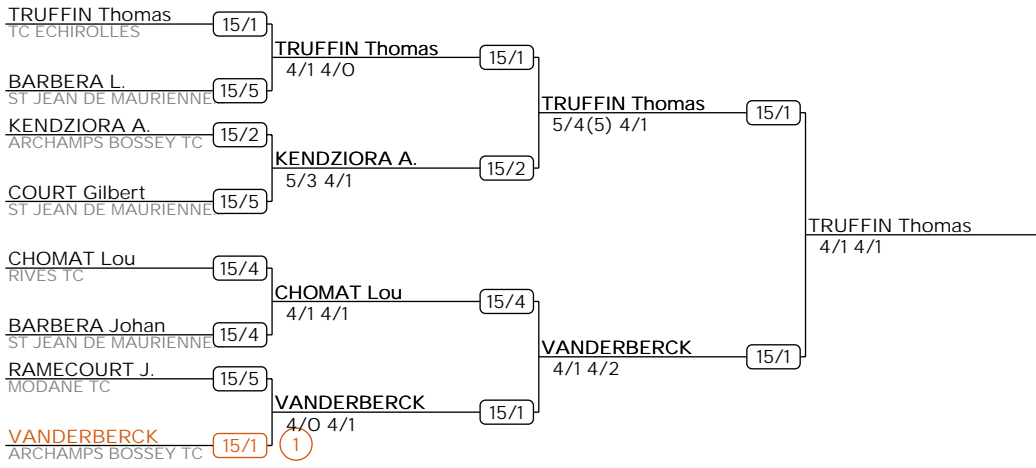 TRUFFIN Thomas
TC ECHIROLLES
15/1
TRUFFIN Thomas
4/1 4/0
15/1
BARBERA L.
ST JEAN DE MAURIENNE..
15/5
TRUFFIN Thomas
5/4(5) 4/1
15/1
KENDZIORA A.
ARCHAMPS BOSSEY TC
15/2
KENDZIORA A.
5/3 4/1
15/2
COURT Gilbert
ST JEAN DE MAURIENNE..
15/5
TRUFFIN Thomas
4/1 4/1
CHOMAT Lou
RIVES TC
15/4
CHOMAT Lou
4/1 4/1
15/4
BARBERA Johan
ST JEAN DE MAURIENNE..
15/4
VANDERBERCK
4/1 4/2
15/1
RAMECOURT J.
MODANE TC
15/5
VANDERBERCK
4/0 4/1
15/1
VANDERBERCK
ARCHAMPS BOSSEY TC
15/1
1